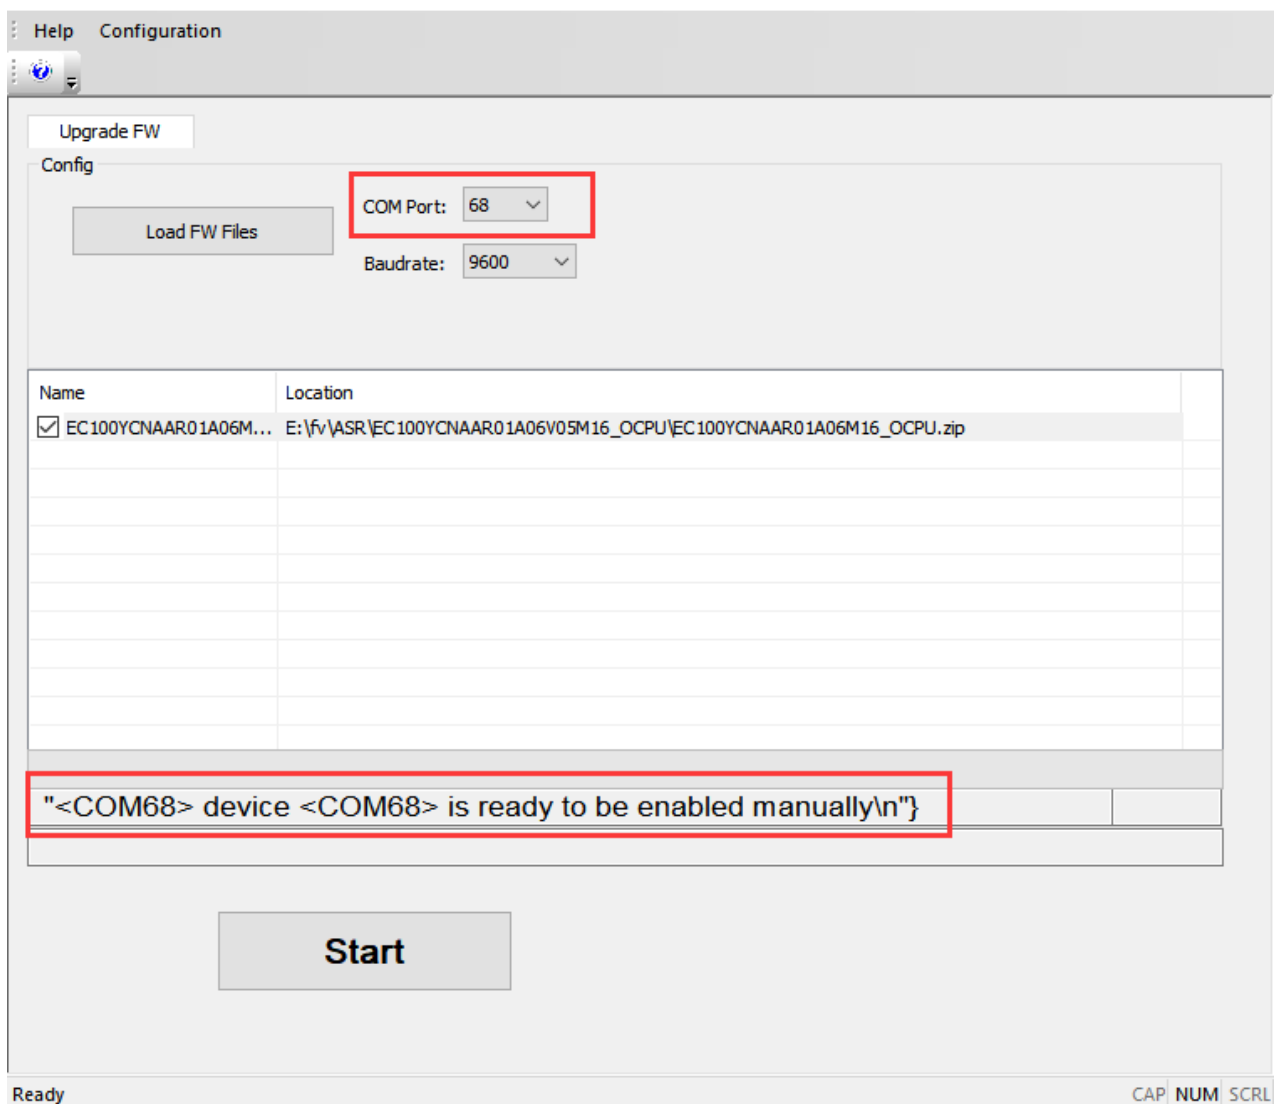 Help Configuration
Upgrade FW
Config
COM Port: 68
Load FW Files
Baudrate: 9600
Name Location
EC100YCNAAR01A06M... E:\fv\ASR\EC100YCNAAR01A06V05M16_OCPU\EC100YCNAAR01A06M16_OCPU.zip
"<COM68> device <COM68> is ready to be enabled manually\n"}
Start
Ready CAP NUM SCRL